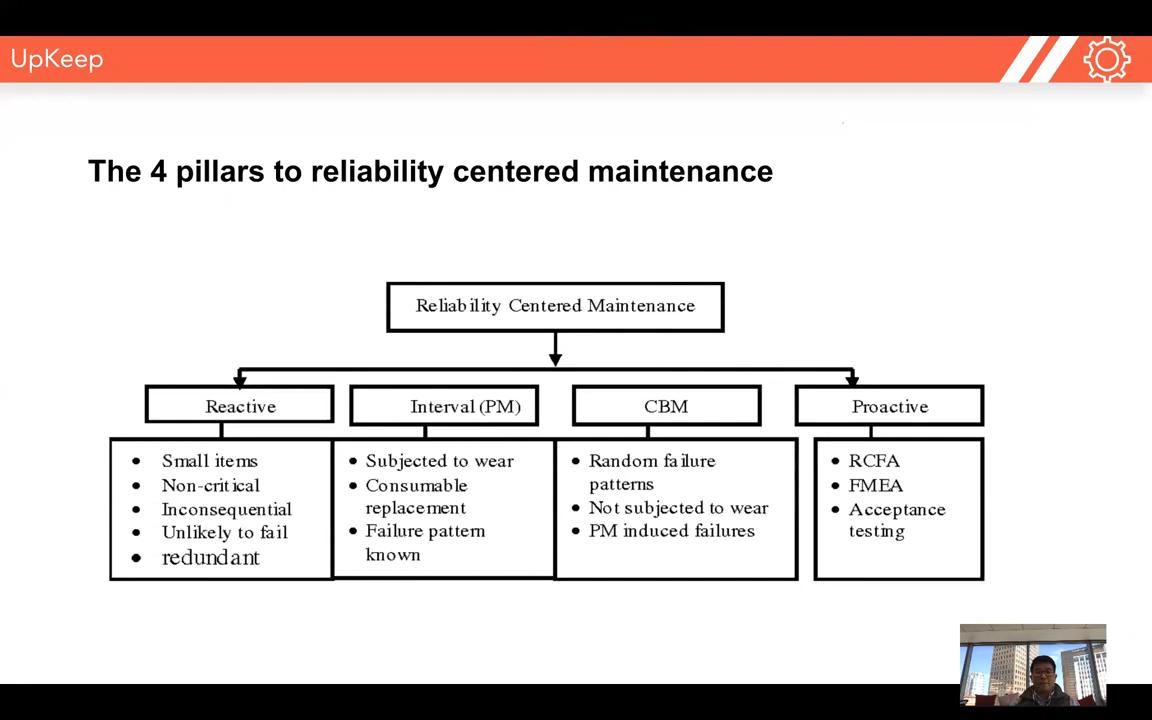 UpKeep
The 4 pillars to reliability centered maintenance
Reliability Centered Maintenance
Reactive
Small items
Non-critical
Inconsequential
Unlikely to fail
redundant
Interval (PM)
Subjected to wear
Consumable
replacement
Failure pattern
known
CBM
Random failure
patterns
Not subjected to wear
PM induced failures
Proactive
RCFA
FMEA
Acceptance
testing